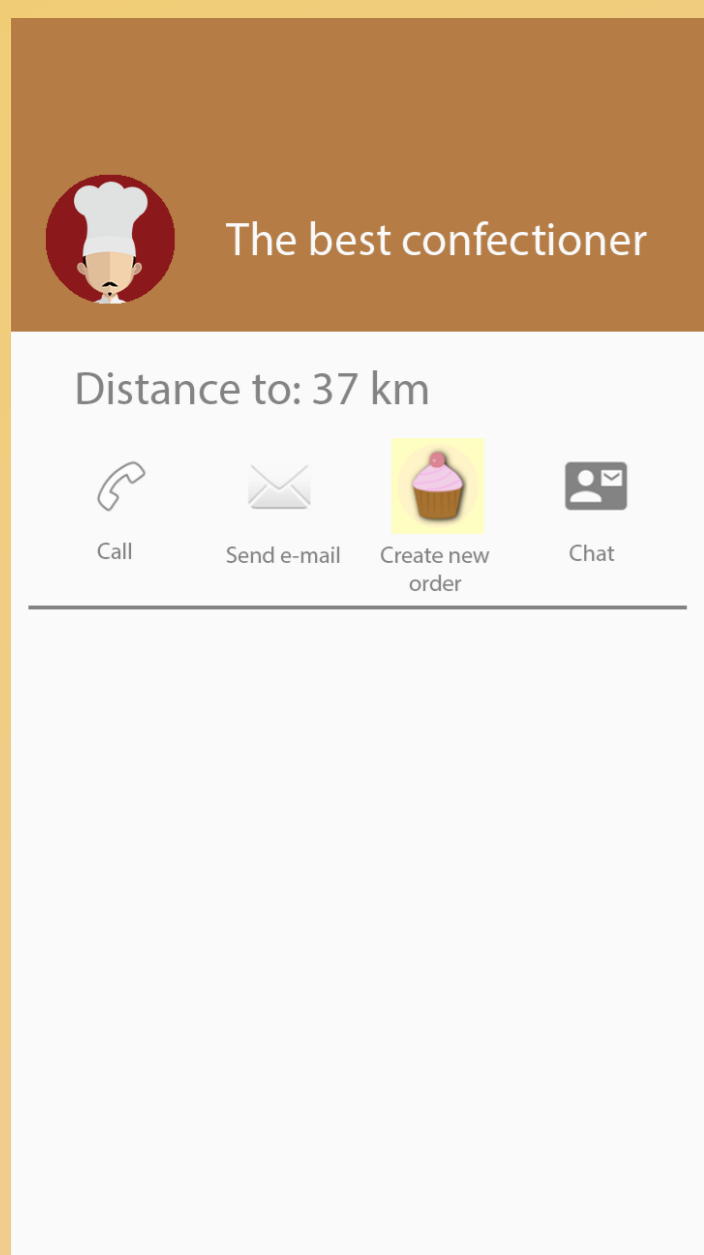 The best confectioner
Distance to: 37 km
Call
Send e-mail
Create new
order
Chat